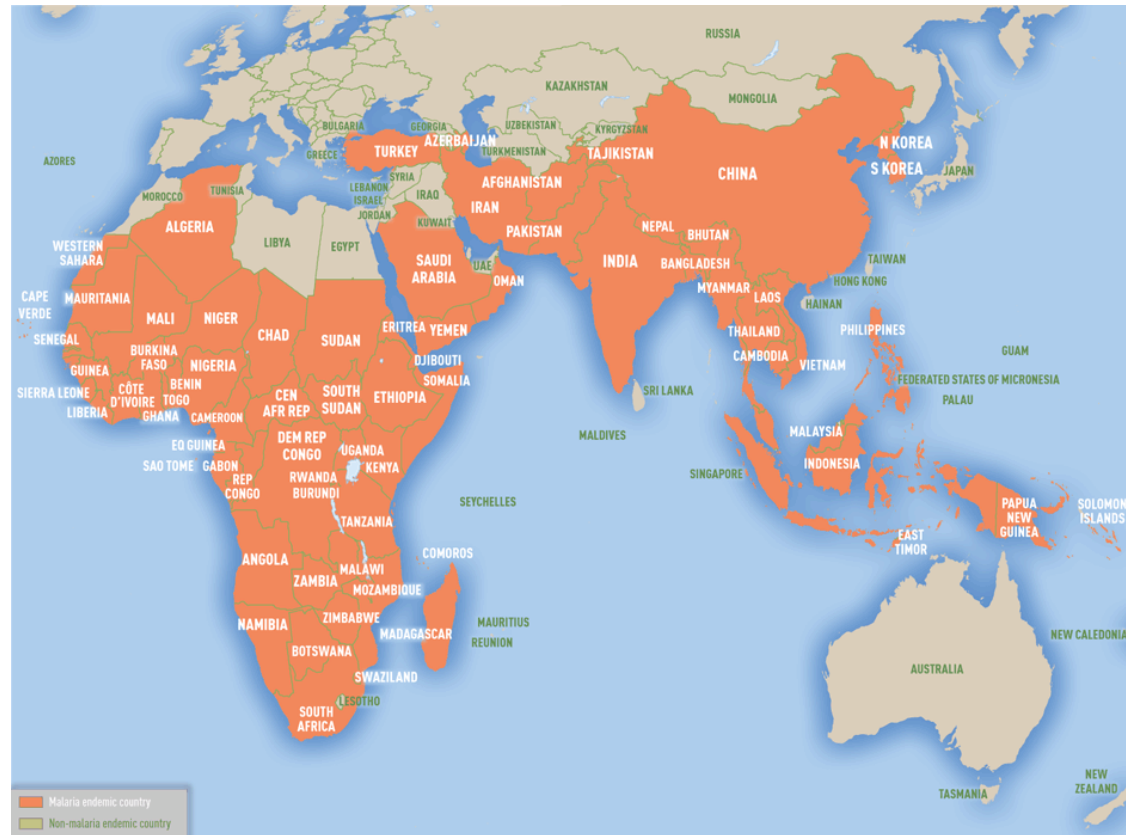 RUSSIA
KAZAKHSTAN
MONGOLIA
BULGARIA
GEORGIA
UZBEKISTAN
KYRGYZSTAN
AZERBAIJAN
N KOREA
AZORES
GREECE
TURKEY
TURKMENISTAN
TAJIKISTAN
S KOREA
JAPAN
CHINA
SYRIA
AFGHANISTAN
LEBANON
ISRAEL
IRAQ
IRAN
MOROCCO
TUNISIA
JORDAN
KUWAIT
PAKISTAN
NEPAL
BHUTAN
ALGERIA
LIBYA
EGYPT
WESTERN
SAHARA
SAUDI
ARABIA
UAE
OMAN
INDIA
BANGLADESH
TAIWAN
HONG KONG
MYANMAR
LAOS
HAINAN
CAPE
VERDE
MAURITANIA
MALI
NIGER
CHAD
SUDAN
ERITREA
YEMEN
THAILAND
PHILIPPINES
SENEGAL
BURKINA
FASO
NIGERIA
DJIBOUTI
CAMBODIA
VIETNAM
GUAM
GUINEA
BENIN
TOGO
CÔTE
D'IVOIRE
SOMALIA
SIERRA LEONE
LIBERIA
GHANA
CAMEROON
CEN
AFR REP
SOUTH
SUDAN
ETHIOPIA
SRI LANKA
FEDERATED STATES OF MICRONESIA
PALAU
MALDIVES
MALAYSIA
EQ GUINEA
SAO TOME
GABON
REP
CONGO
DEM REP
CONGO
UGANDA
KENYA
RWANDA
BURUNDI
SINGAPORE
INDONESIA
SEYCHELLES
TANZANIA
PAPUA
NEW
GUINEA
SOLOMON
ISLANDS
EAST
TIMOR
COMOROS
ANGOLA
ZAMBIA
MALAWI
MOZAMBIQUE
NAMIBIA
ZIMBABWE
MADAGASCAR
MAURITIUS
REUNION
BOTSWANA
SWAZILAND
LESOTHO
SOUTH
AFRICA
NEW CALEDONIA
AUSTRALIA
TASMANIA
NEW
ZEALAND
Malaria endemic country
Non-malaria endemic country